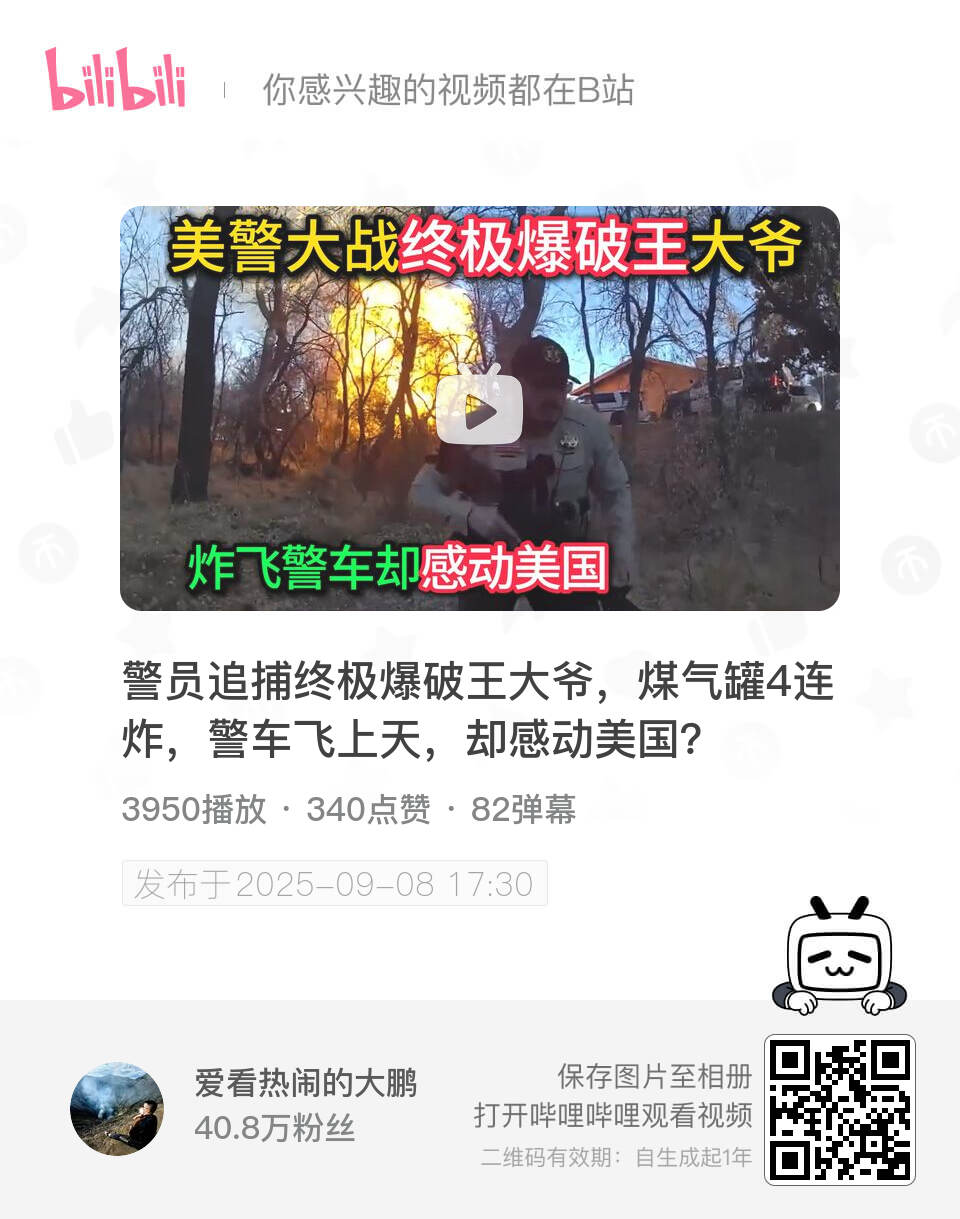 bilibili
你感兴趣的视频都在B站
美警大战终极爆破王大爷
炸飞警车却感动美国
警员追捕终极爆破王大爷，煤气罐4连
炸，警车飞上天，却感动美国？
3950播放 · 340点赞 · 82弹幕
发布于2025-09-08 17:30
爱看热闹的大鹏
40.8万粉丝
保存图片至相册
打开哔哩哔哩观看视频
二维码有效期：自生成起1年